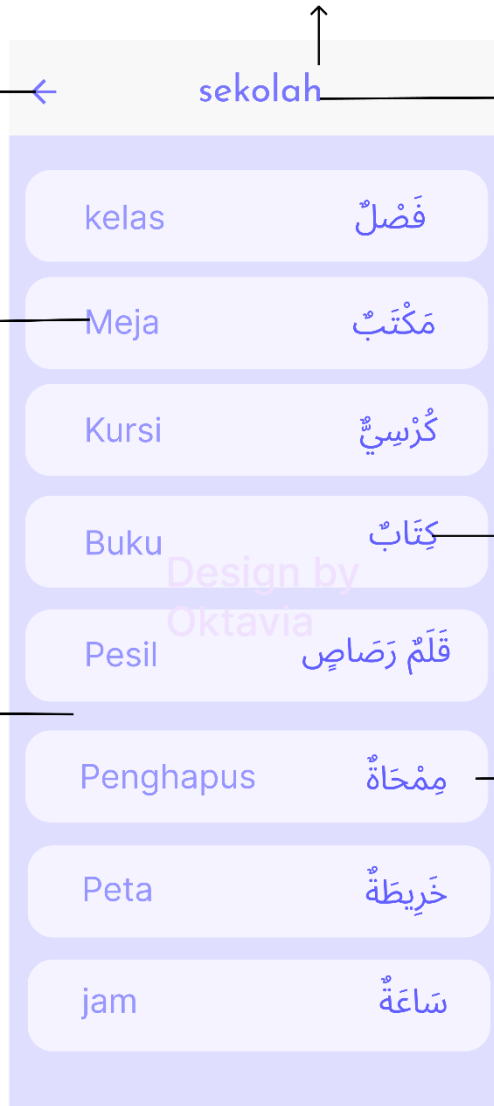 sekolah
kelas فَصْلٌ
Meja مَكْتَبٌ
Kursi كُرْسِيٌّ
Buku كِتَابٌ
Design by
Oktavia
Pesil قَلَمٌ رَصَاصٍ
Penghapus مِمْحَاةٌ
Peta خَرِيطَةٌ
jam سَاعَةٌ